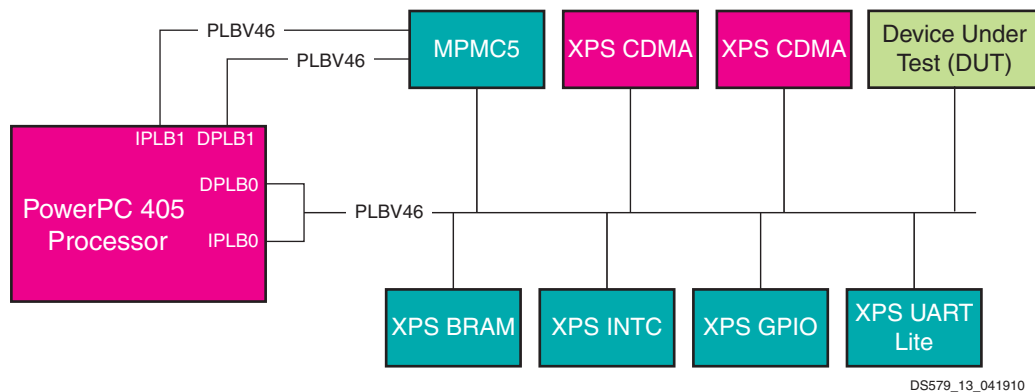 PLBV46
PLBV46
MPMC5
XPS CDMA
XPS CDMA
Device Under
Test (DUT)
IPLB1
DPLB1
DPLB0
IPLB0
PowerPC 405
Processor
PLBV46
XPS BRAM
XPS INTC
XPS GPIO
XPS UART
Lite
DS579_13_041910